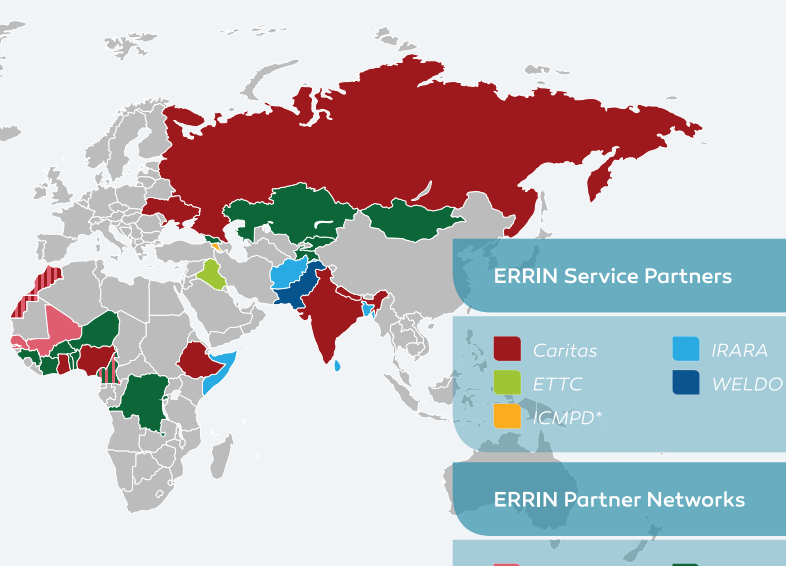 ERRIN Service Partners
Caritas
IRARA
ETTC
WELDO
ICMPD*
ERRIN Partner Networks